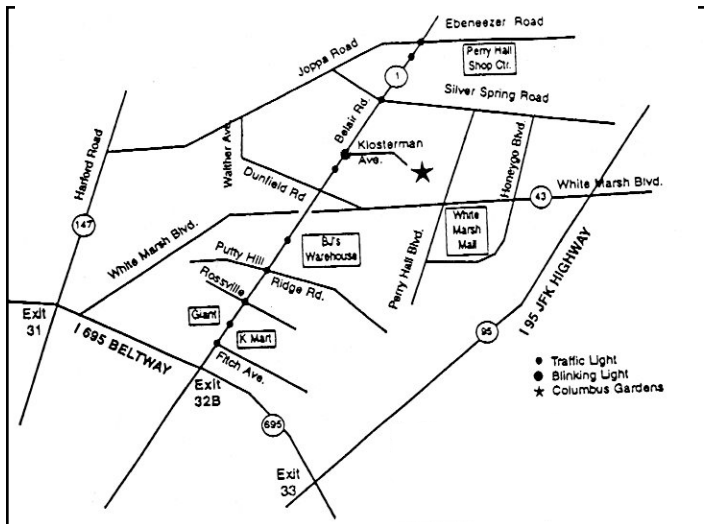 Ebeneezer Road
Joppa Road
Perry Hall
Shop Ctr.
1
Silver Spring Road
Belair Rd.
Harford Road
Walther Ave.
Klosterman
Ave.
Honeygo Blvd.
Dunfield Rd
43
White Marsh Blvd.
147
White Marsh Blvd.
White
Marsh
Mall
BJ's
Warehouse
Putty Hill
Ridge Rd.
Perry Hall Blvd.
I 95 JFK HIGHWAY
Rossville
Exit
31
I 695 BELTWAY
Giant
K Mart
95
Fitch Ave.
Traffic Light
Blinking Light
Columbus Gardens
Exit
32B
695
Exit
33